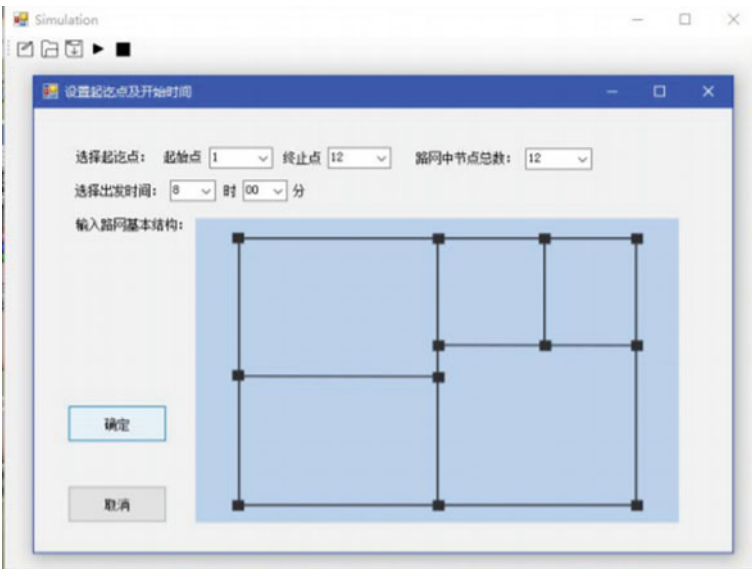 Simulation
设置起讫点及开始时间
选择起讫点： 起始点 1 终止点 12 路网中节点总数： 12
选择出发时间： 8 时 00 分
输入路网基本结构：
确定
取消